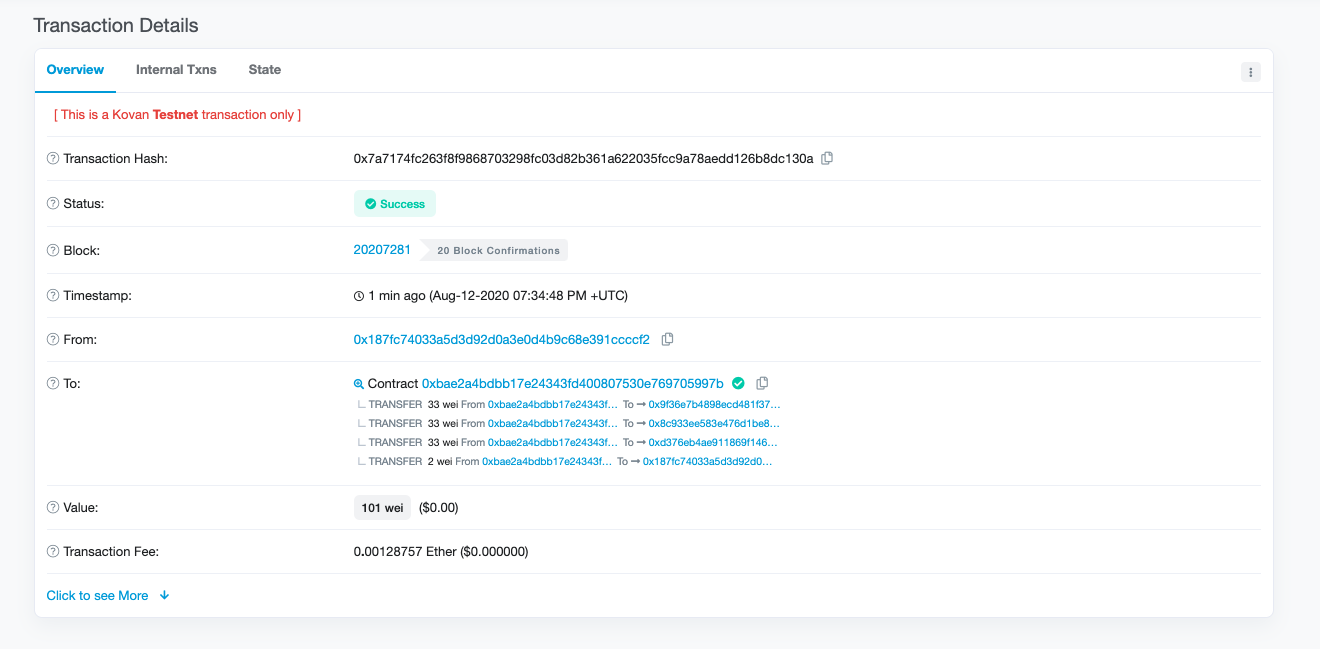 Transaction Details
Overview Internal Txns State
[ This is a Kovan Testnet transaction only ]
Transaction Hash: 0x7a7174fc263f8f9868703298fc03d82b361a622035fcc9a78aedd126b8dc130a
Status: Success
Block: 20207281 20 Block Confirmations
Timestamp: 1 min ago (Aug-12-2020 07:34:48 PM +UTC)
From: 0x187fc74033a5d3d92d0a3e0d4b9c68e391ccccf2
To: Contract 0xbae2a4bdbb17e24343fd400807530e769705997b
TRANSFER 33 wei From 0xbae2a4bdbb17e24343f... To → 0x9f36e7b4898ecd481f37...
TRANSFER 33 wei From 0xbae2a4bdbb17e24343f... To → 0x8c933ee583e476d1be8...
TRANSFER 33 wei From 0xbae2a4bdbb17e24343f... To → 0xd376eb4ae911869f146...
TRANSFER 2 wei From 0xbae2a4bdbb17e24343f... To → 0x187fc74033a5d3d92d0...
Value: 101 wei ($0.00)
Transaction Fee: 0.00128757 Ether ($0.000000)
Click to see More ↓